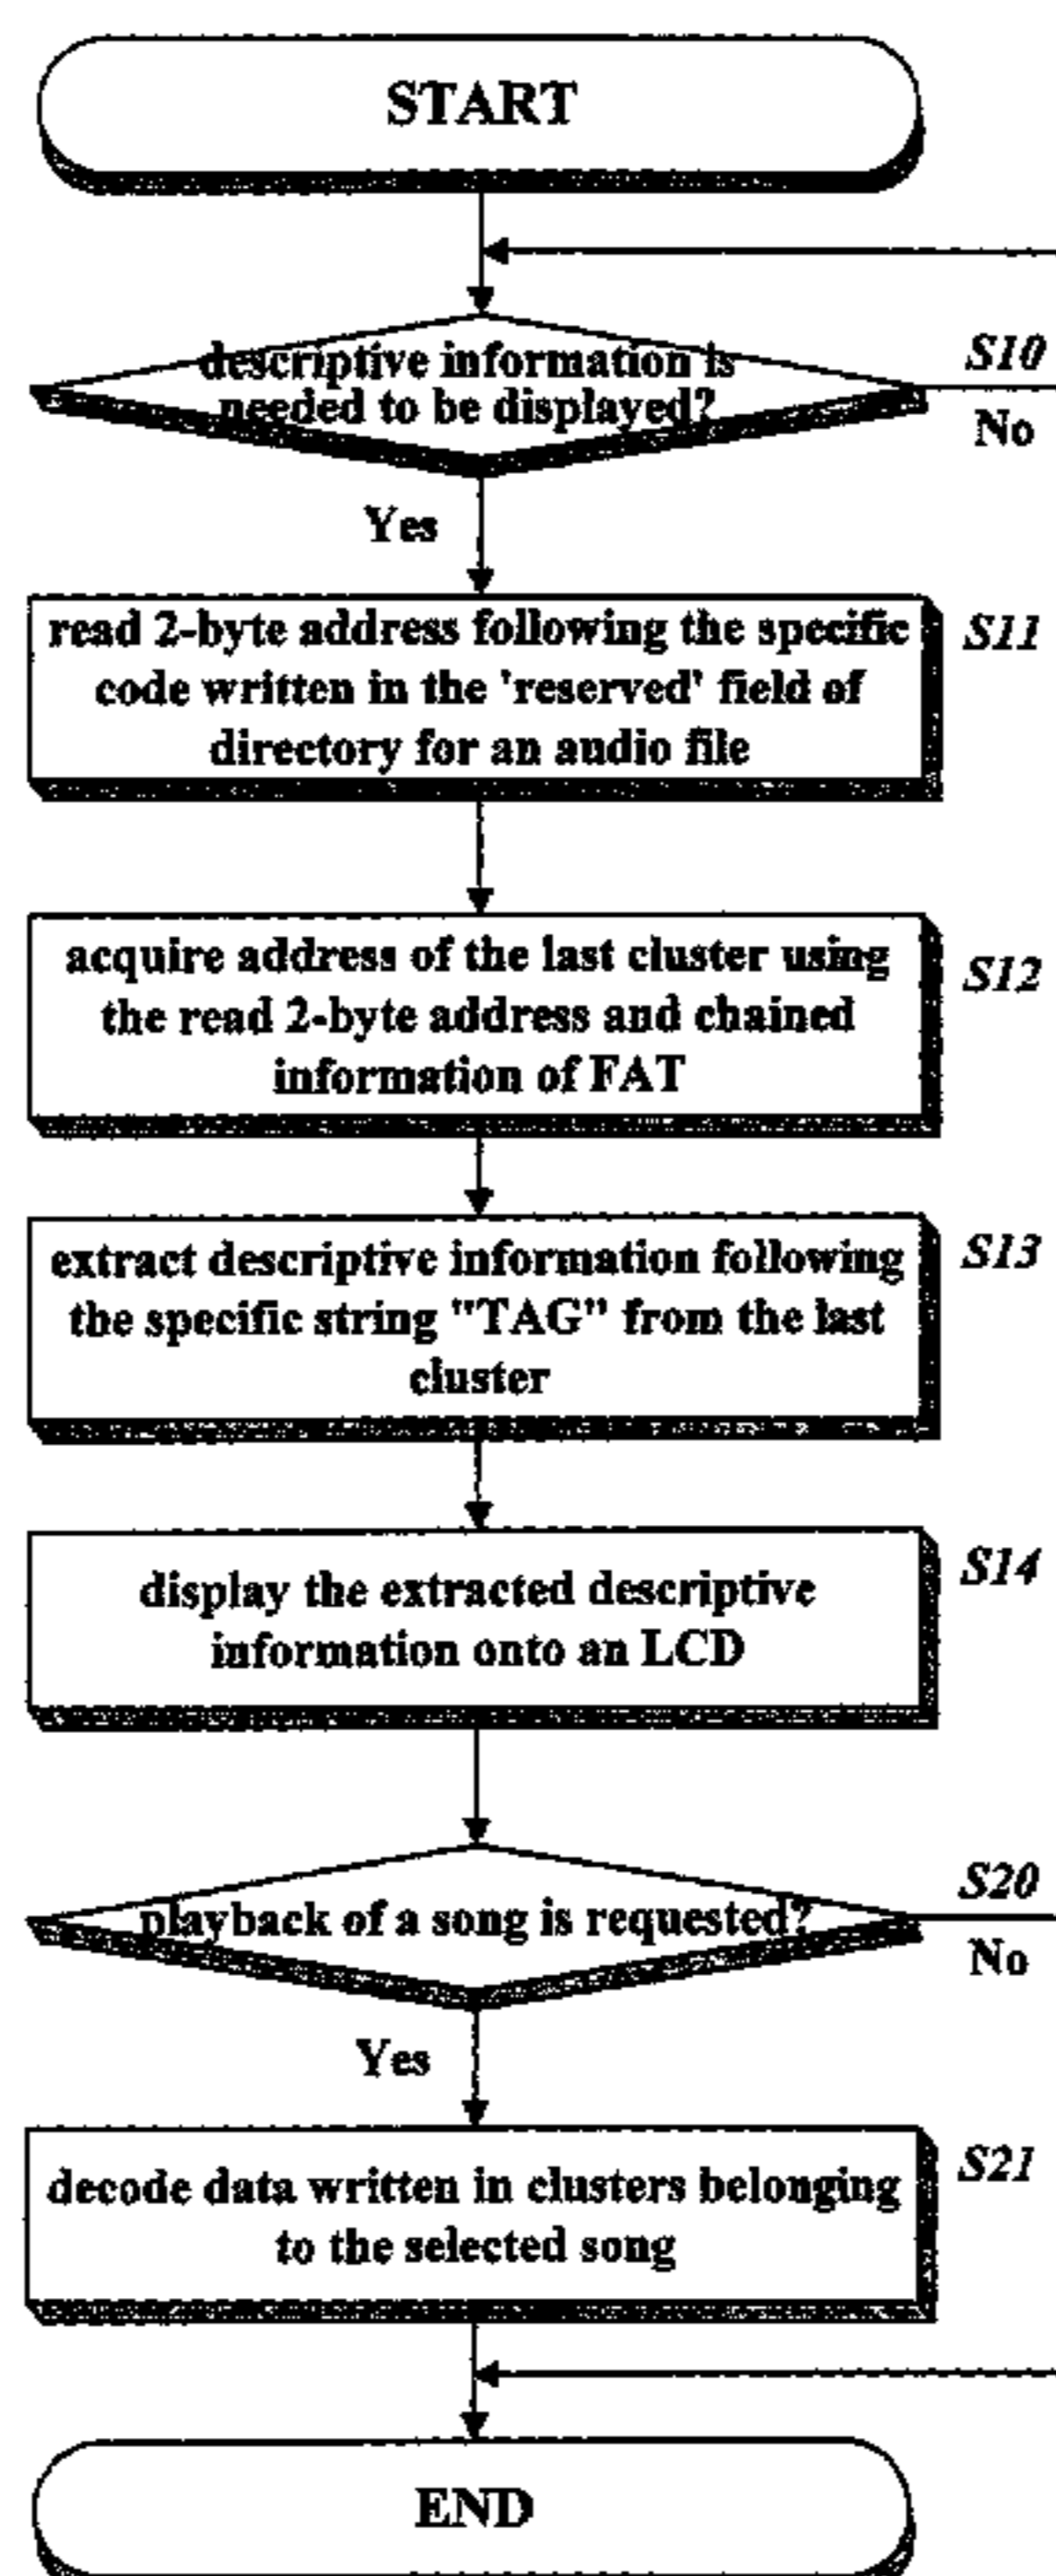 START
descriptive information is
needed to be displayed?
S10
No
Yes
read 2-byte address following the specific
code written in the 'reserved' field of
directory for an audio file
S11
acquire address of the last cluster using
the read 2-byte address and chained
information of FAT
S12
extract descriptive information following
the specific string "TAG" from the last
cluster
S13
display the extracted descriptive
information onto an LCD
S14
playback of a song is requested?
S20
No
Yes
decode data written in clusters belonging
to the selected song
S21
END